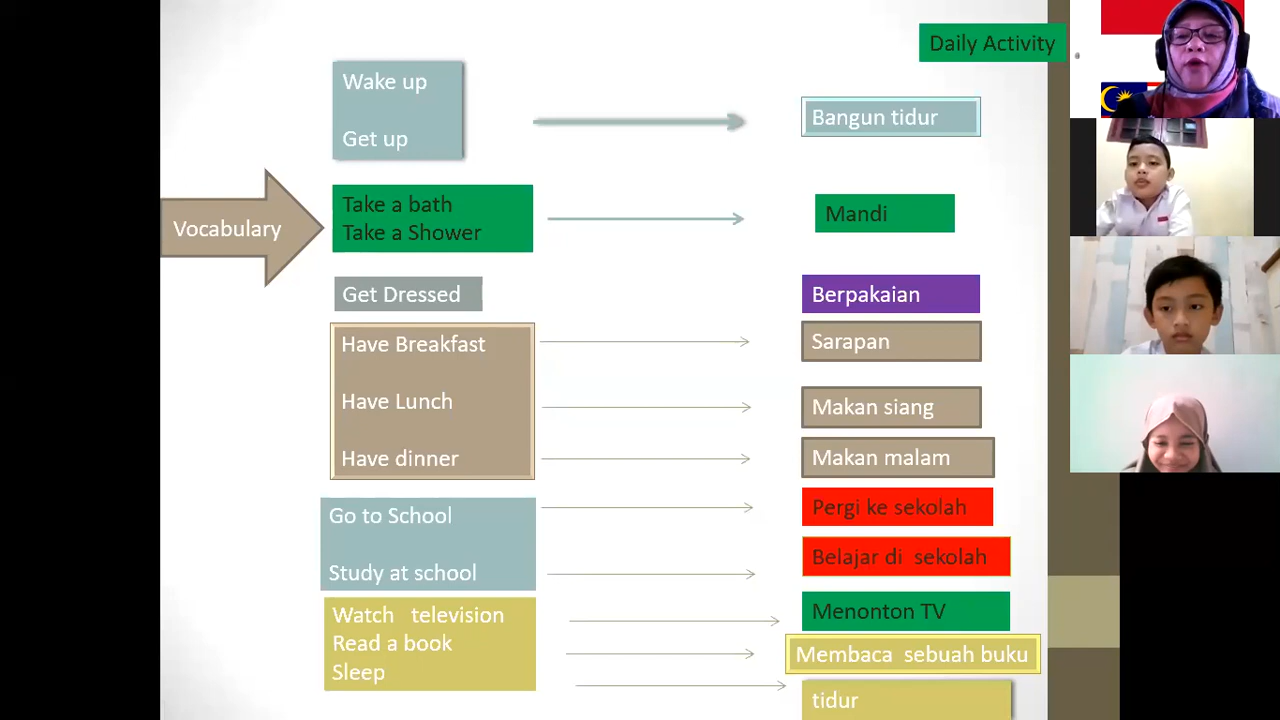 Daily Activity
Wake up
Get up
Bangun tidur
Vocabulary
Take a bath
Take a Shower
Mandi
Get Dressed
Berpakaian
Have Breakfast
Sarapan
Have Lunch
Makan siang
Have dinner
Makan malam
Go to School
Pergi ke sekolah
Study at school
Belajar di sekolah
Watch television
Menonton TV
Read a book
Membaca sebuah buku
Sleep
tidur